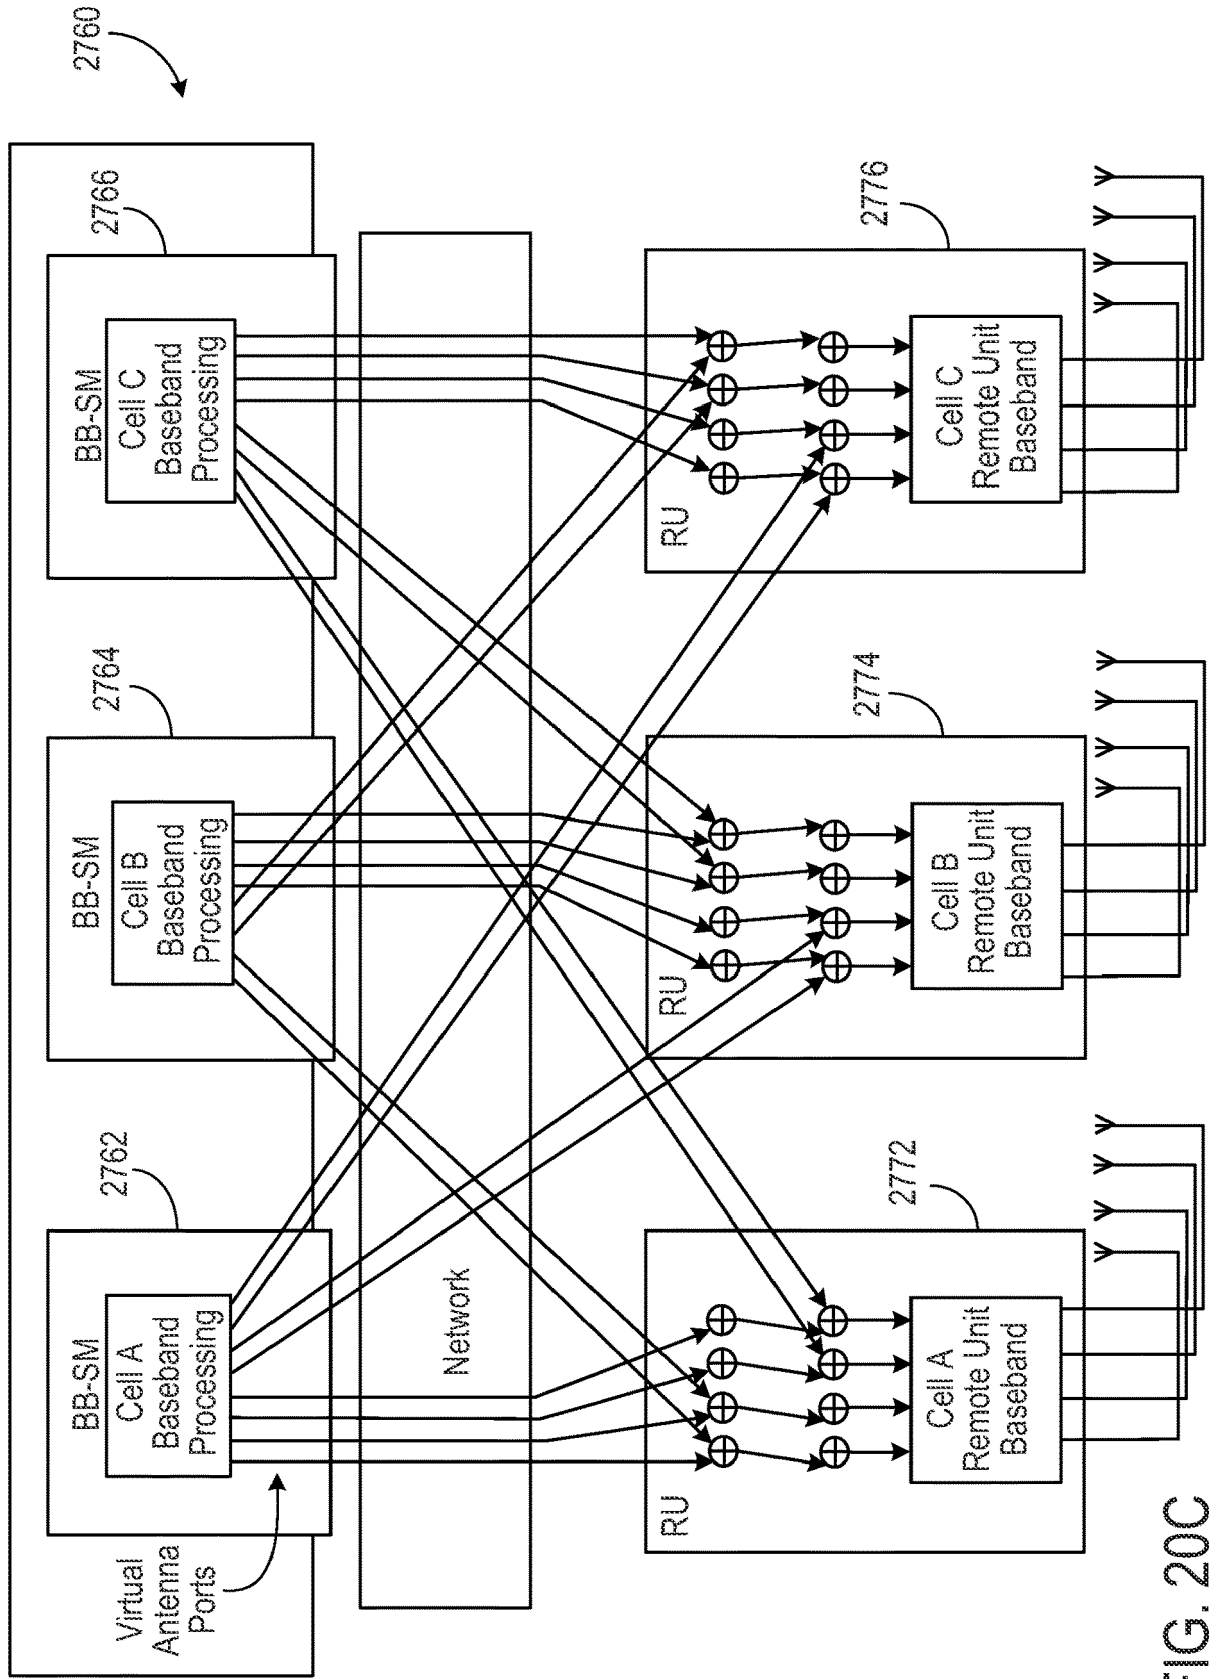 2760
BB-SM
Cell A
Baseband
Processing
2762
BB-SM
Cell B
Baseband
Processing
2764
BB-SM
Cell C
Baseband
Processing
2766
Virtual
Antenna
Ports
Network
RU
Cell A
Remote Unit
Baseband
2772
RU
Cell B
Remote Unit
Baseband
2774
RU
Cell C
Remote Unit
Baseband
2776
FIG. 20C